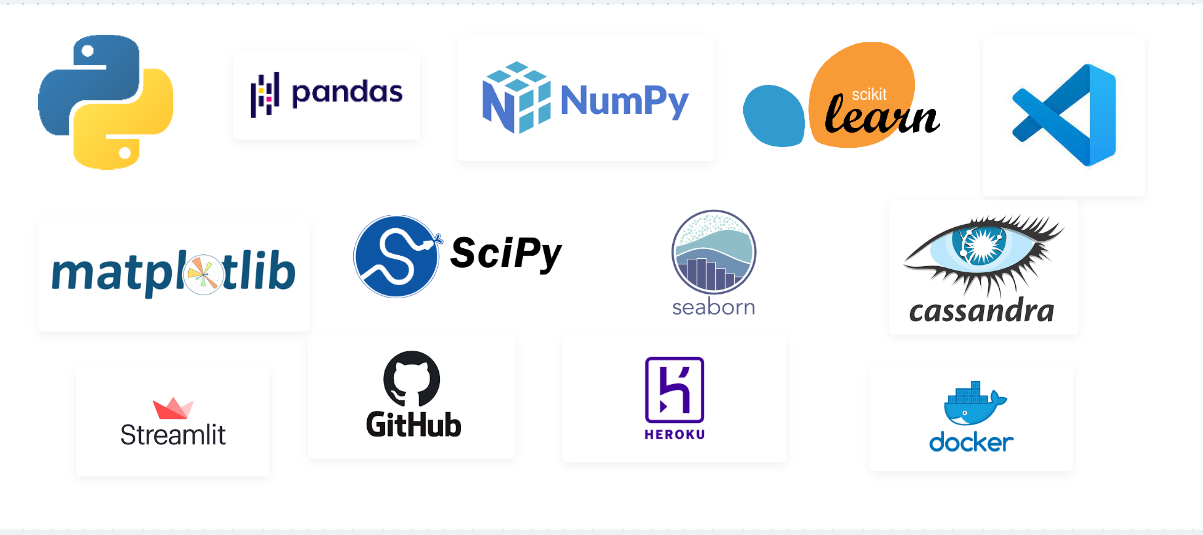 pandas
NumPy
scikit
learn
matplotlib
SciPy
seaborn
cassandra
Streamlit
GitHub
HEROKU
docker